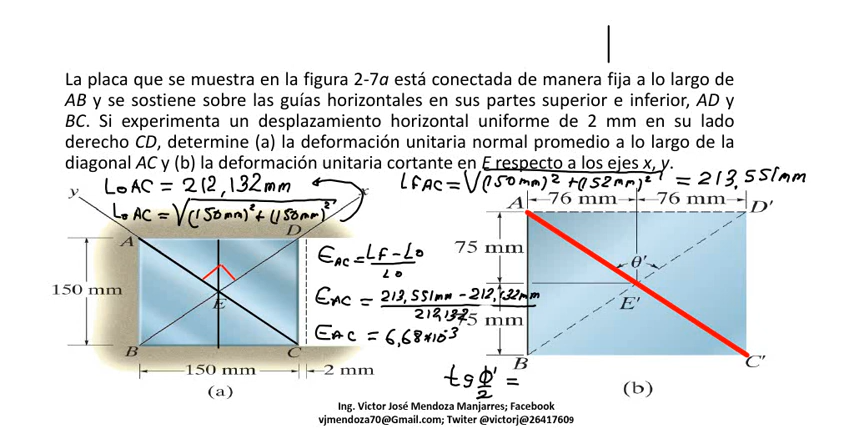 La placa que se muestra en la figura 2-7a está conectada de manera fija a lo largo de
AB y se sostiene sobre las guías horizontales en sus partes superior e inferior, AD y
BC. Si experimenta un desplazamiento horizontal uniforme de 2 mm en su lado
derecho CD, determine (a) la deformación unitaria normal promedio a lo largo de la
diagonal AC y (b) la deformación unitaria cortante en E respecto a los ejes x, y.
LoAC = 212,132mm
LoAC = √(150mm)²+(150mm)²
LFAC = √(150mm)²+(152mm)² = 213,551mm
y
x
A
D
150 mm
E
B
C
150 mm
2 mm
(a)
ЄAC = LF-Lo
Lo
ЄAC = 213,551mm - 212,132mm
212,132
ЄAC = 6,68*10⁻³
tg ϕ'
2
=
A
76 mm
76 mm
D'
75 mm
θ'
E'
75 mm
B
C'
(b)
Ing. Victor José Mendoza Manjarres; Facebook
vjmendoza70@Gmail.com; Twiter @victorj@26417609